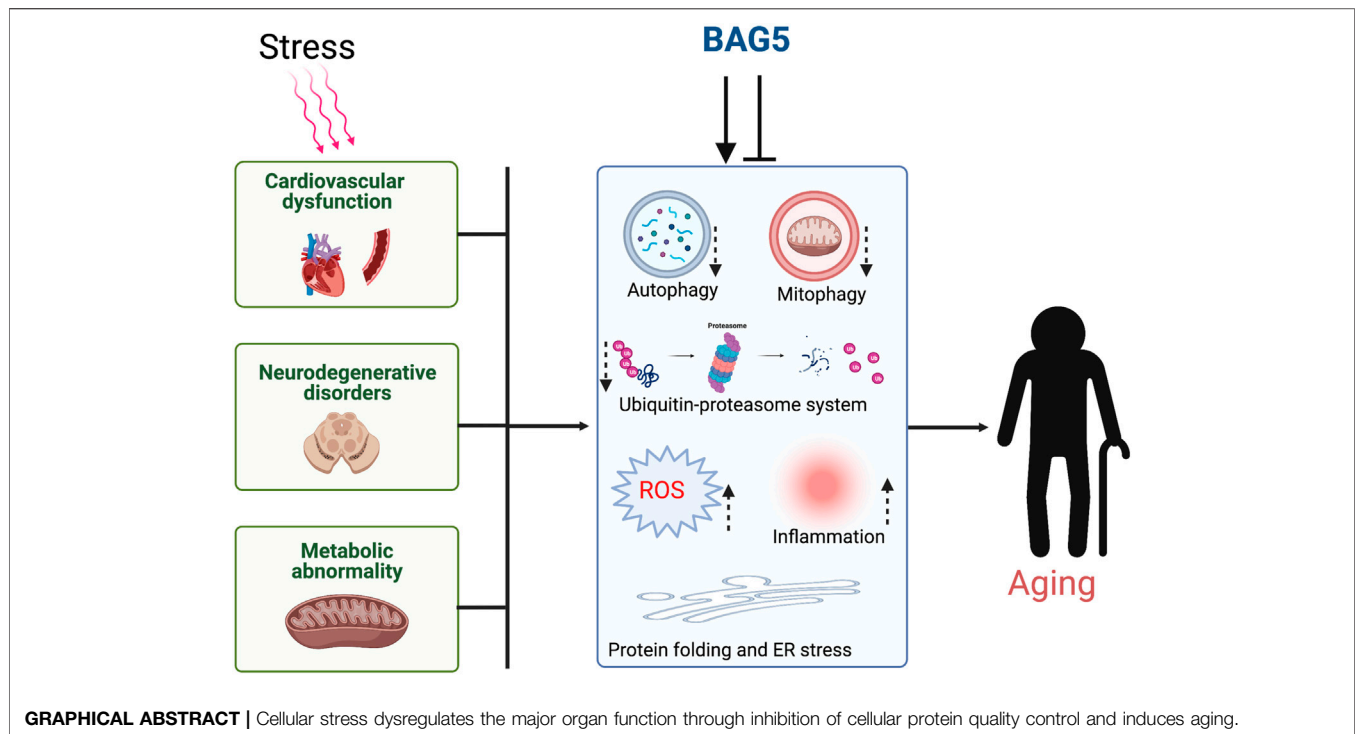 Stress
BAG5
Cardiovascular
dysfunction
Neurodegenerative
disorders
Metabolic
abnormality
Autophagy
Mitophagy
Proteasome
Ub
Ub
Ub
Ub
Ub
Ub
Ub
Ub
Ubiquitin-proteasome system
ROS
Inflammation
Protein folding and ER stress
Aging
GRAPHICAL ABSTRACT | Cellular stress dysregulates the major organ function through inhibition of cellular protein quality control and induces aging.